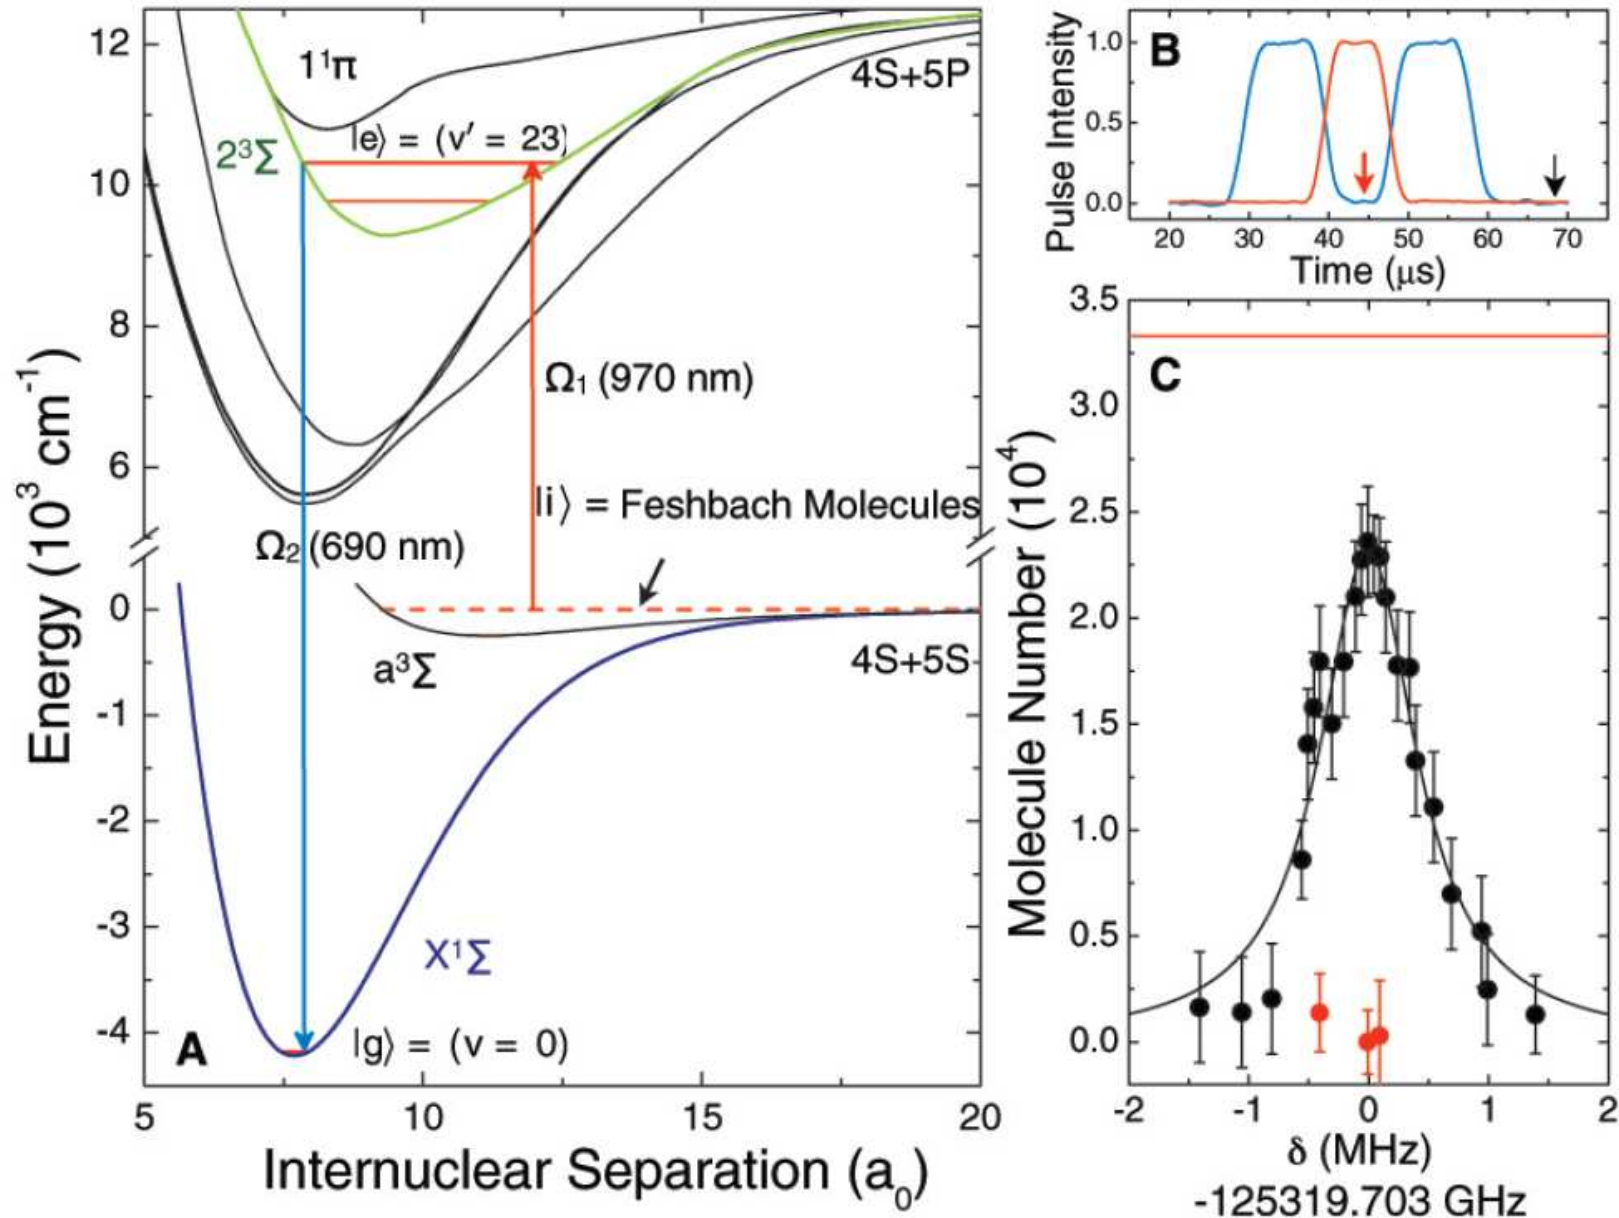 12
10
8
6
0
-1
-2
-3
-4
Energy (10³ cm⁻¹)
1¹π
4S+5P
|e⟩ = (v′ = 23)
2³Σ
Ω₁ (970 nm)
|i⟩ = Feshbach Molecules
Ω₂ (690 nm)
a³Σ
4S+5S
X¹Σ
A
|g⟩ = (v = 0)
5 10 15 20
Internuclear Separation (a₀)
B
Pulse Intensity
1.0
0.5
0.0
20 30 40 50 60 70
Time (μs)
C
Molecule Number (10⁴)
3.5
3.0
2.5
2.0
1.5
1.0
0.5
0.0
-2 -1 0 1 2
δ (MHz)
-125319.703 GHz